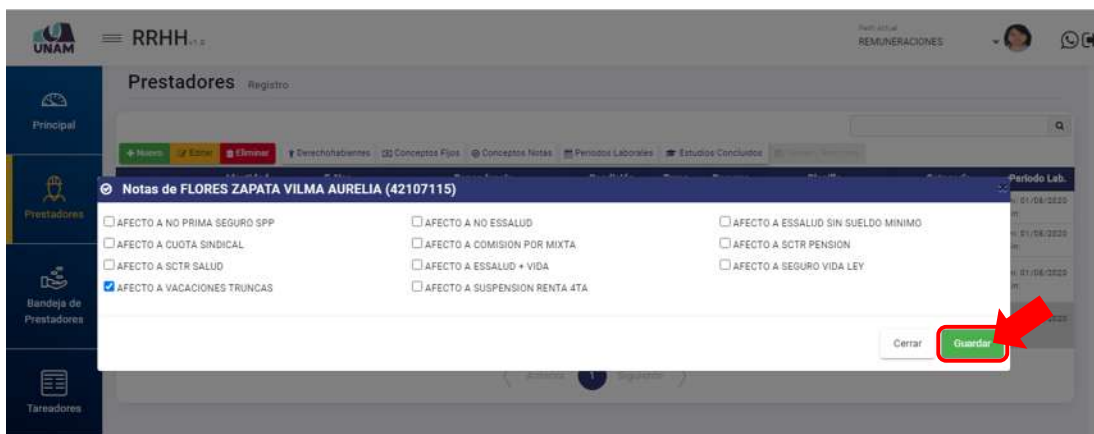 UNAM
RRHH
REMUNERACIONES
Prestadores Registro
Principal
Prestadores
Bandeja de
Prestadores
Tareadores
Nuevo Editar Eliminar Derechohabientes Conceptos Fijos Conceptos Notas Periodos Laborales Estudios Concluidos
Periodo Lab.
Notas de FLORES ZAPATA VILMA AURELIA (42107115)
AFECTO A NO PRIMA SEGURO SPP AFECTO A NO ESSALUD AFECTO A ESSALUD SIN SUELDO MINIMO
AFECTO A CUOTA SINDICAL AFECTO A COMISION POR MIXTA AFECTO A SCTR PENSION
AFECTO A SCTR SALUD AFECTO A ESSALUD + VIDA AFECTO A SEGURO VIDA LEY
AFECTO A VACACIONES TRUNCAS AFECTO A SUSPENSION RENTA 4TA
Cerrar Guardar
1 Siguiente